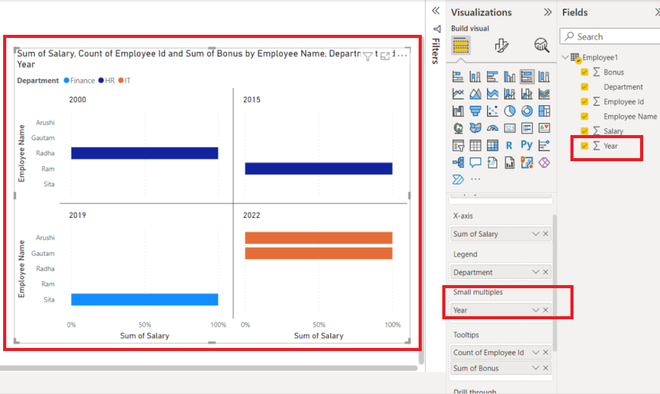 Sum of Salary, Count of Employee Id and Sum of Bonus by Employee Name, Department and
Year
Department Finance HR IT
2000
2015
Employee Name
Arushi
Gautam
Radha
Ram
Sita
2019
2022
Employee Name
Arushi
Gautam
Radha
Ram
Sita
0% 50% 100% 0% 50% 100%
Sum of Salary
Sum of Salary
Filters
Visualizations
Build visual
R Py
X-axis
Sum of Salary
Legend
Department
Small multiples
Year
Tooltips
Count of Employee Id
Sum of Bonus
Drill through
Fields
Search
Employee1
Bonus
Department
Employee Id
Employee Name
Salary
Year